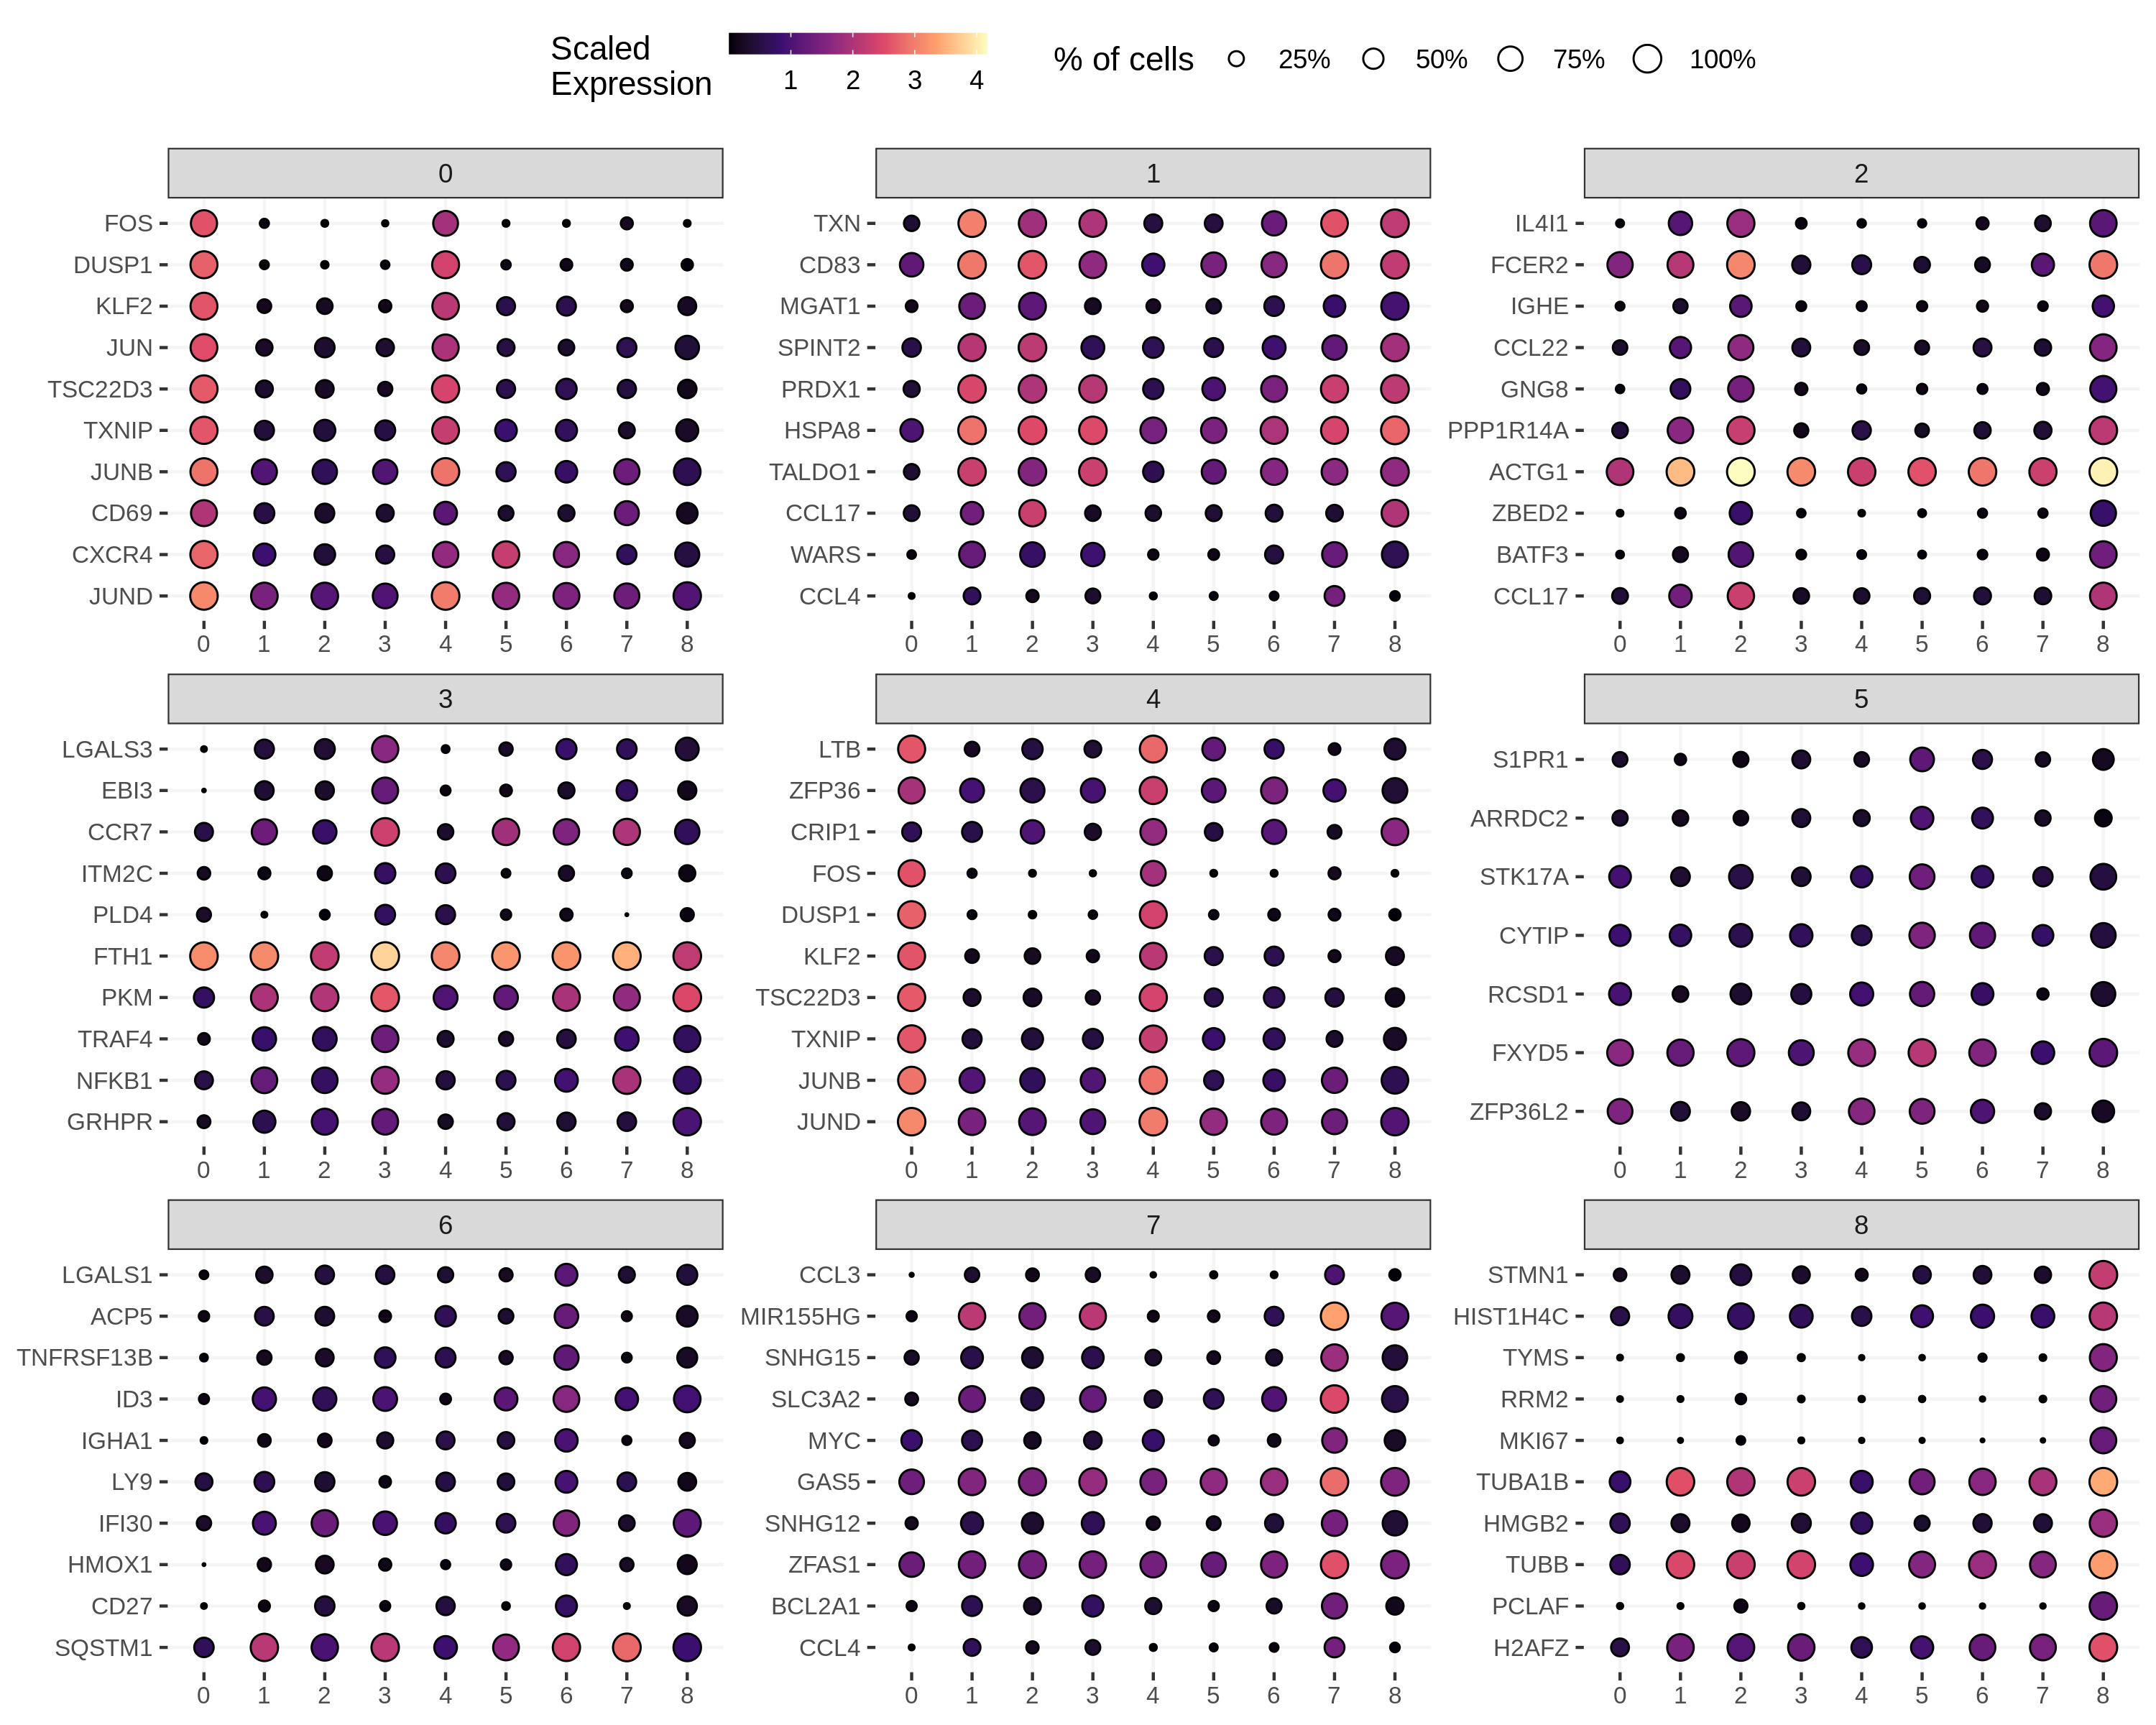 Scaled
Expression
1 2 3 4
% of cells 25% 50% 75% 100%
0
FOS
DUSP1
KLF2
JUN
TSC22D3
TXNIP
JUNB
CD69
CXCR4
JUND
0 1 2 3 4 5 6 7 8
1
TXN
CD83
MGAT1
SPINT2
PRDX1
HSPA8
TALDO1
CCL17
WARS
CCL4
0 1 2 3 4 5 6 7 8
2
IL4I1
FCER2
IGHE
CCL22
GNG8
PPP1R14A
ACTG1
ZBED2
BATF3
CCL17
0 1 2 3 4 5 6 7 8
3
LGALS3
EBI3
CCR7
ITM2C
PLD4
FTH1
PKM
TRAF4
NFKB1
GRHPR
0 1 2 3 4 5 6 7 8
4
LTB
ZFP36
CRIP1
FOS
DUSP1
KLF2
TSC22D3
TXNIP
JUNB
JUND
0 1 2 3 4 5 6 7 8
5
S1PR1
ARRDC2
STK17A
CYTIP
RCSD1
FXYD5
ZFP36L2
0 1 2 3 4 5 6 7 8
6
LGALS1
ACP5
TNFRSF13B
ID3
IGHA1
LY9
IFI30
HMOX1
CD27
SQSTM1
0 1 2 3 4 5 6 7 8
7
CCL3
MIR155HG
SNHG15
SLC3A2
MYC
GAS5
SNHG12
ZFAS1
BCL2A1
CCL4
0 1 2 3 4 5 6 7 8
8
STMN1
HIST1H4C
TYMS
RRM2
MKI67
TUBA1B
HMGB2
TUBB
PCLAF
H2AFZ
0 1 2 3 4 5 6 7 8